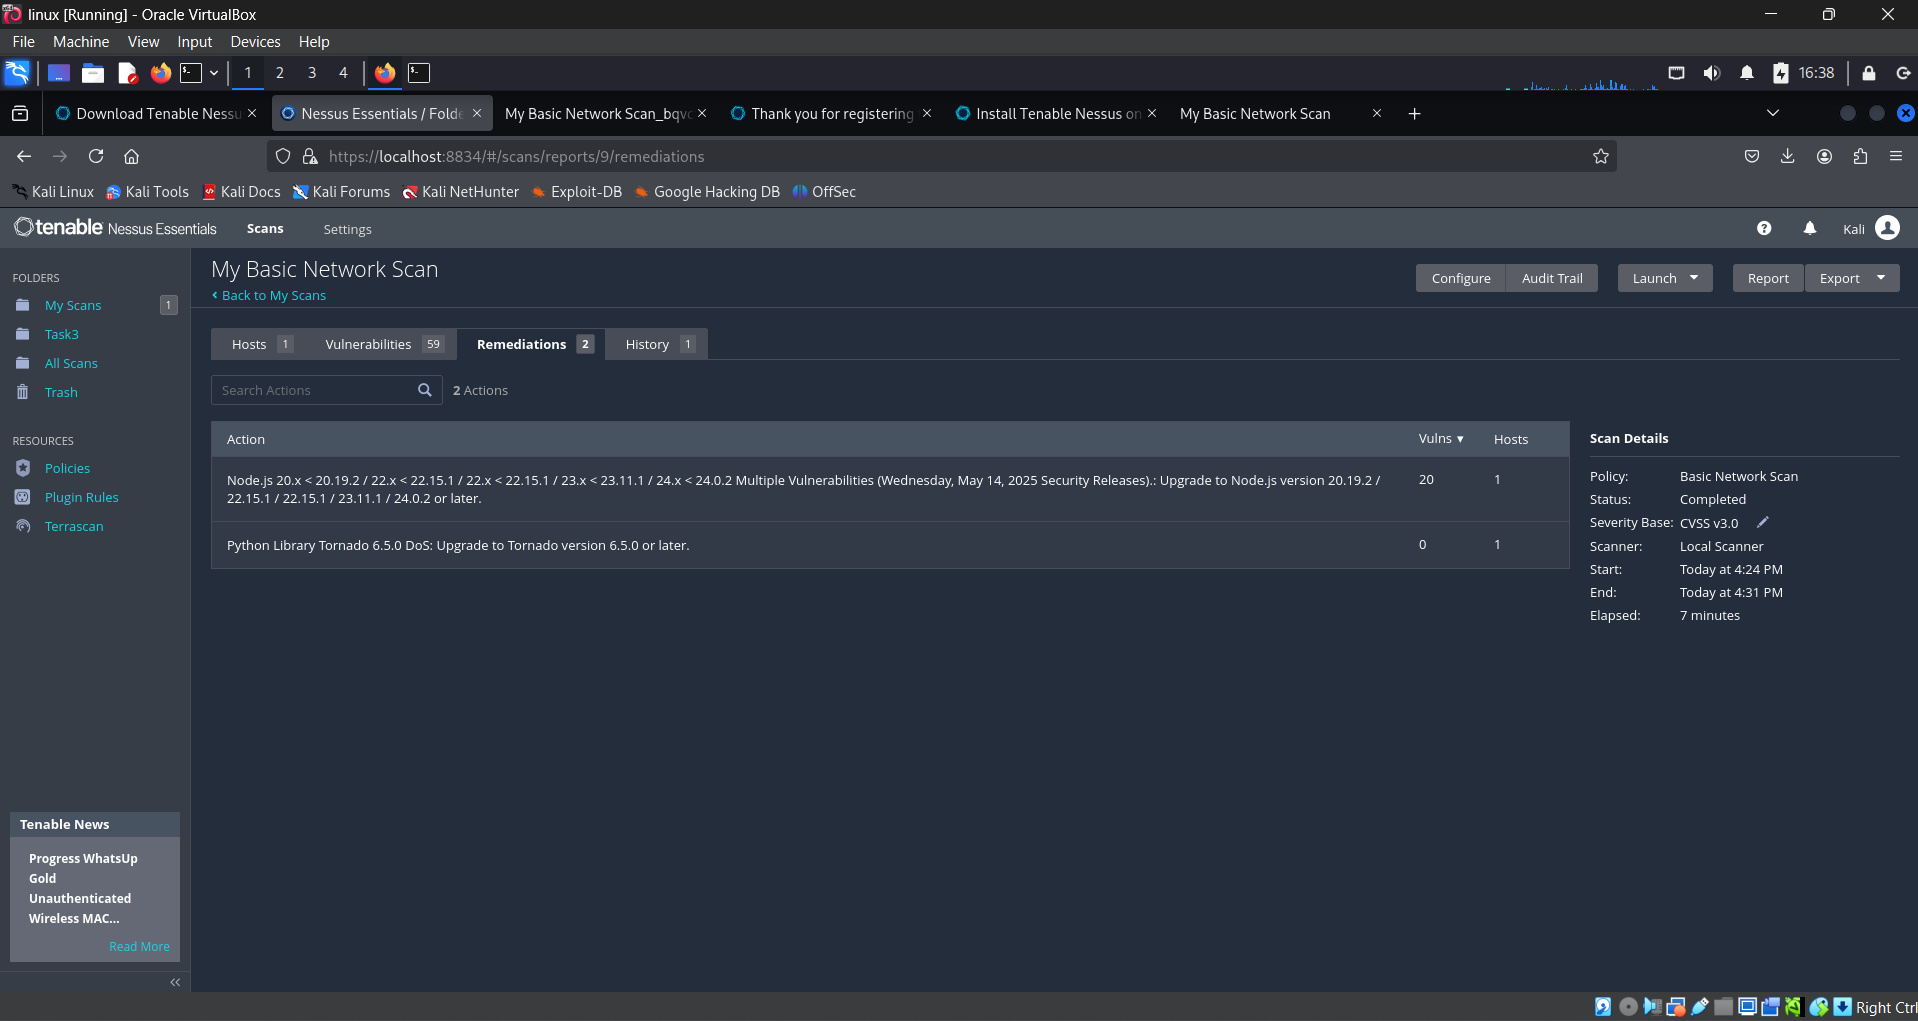 linux [Running] - Oracle VirtualBox
File Machine View Input Devices Help
1 2 3 4
16:38
Download Tenable Nessu
Nessus Essentials / Folde
My Basic Network Scan_bqvc
Thank you for registering
Install Tenable Nessus on
My Basic Network Scan
https://localhost:8834/#/scans/reports/9/remediations
Kali Linux Kali Tools Kali Docs Kali Forums Kali NetHunter Exploit-DB Google Hacking DB OffSec
tenable Nessus Essentials Scans Settings Kali
FOLDERS
My Scans 1
Task3
All Scans
Trash
RESOURCES
Policies
Plugin Rules
Terrascan
Tenable News
Progress WhatsUp
Gold
Unauthenticated
Wireless MAC...
Read More
My Basic Network Scan
‹ Back to My Scans
Configure Audit Trail Launch Report Export
Hosts 1 Vulnerabilities 59 Remediations 2 History 1
Search Actions 2 Actions
Action Vulns ▼ Hosts
Node.js 20.x < 20.19.2 / 22.x < 22.15.1 / 22.x < 22.15.1 / 23.x < 23.11.1 / 24.x < 24.0.2 Multiple Vulnerabilities (Wednesday, May 14, 2025 Security Releases).: Upgrade to Node.js version 20.19.2 / 20 1
22.15.1 / 22.15.1 / 23.11.1 / 24.0.2 or later.
Python Library Tornado 6.5.0 DoS: Upgrade to Tornado version 6.5.0 or later. 0 1
Scan Details
Policy: Basic Network Scan
Status: Completed
Severity Base: CVSS v3.0
Scanner: Local Scanner
Start: Today at 4:24 PM
End: Today at 4:31 PM
Elapsed: 7 minutes
Right Ctrl